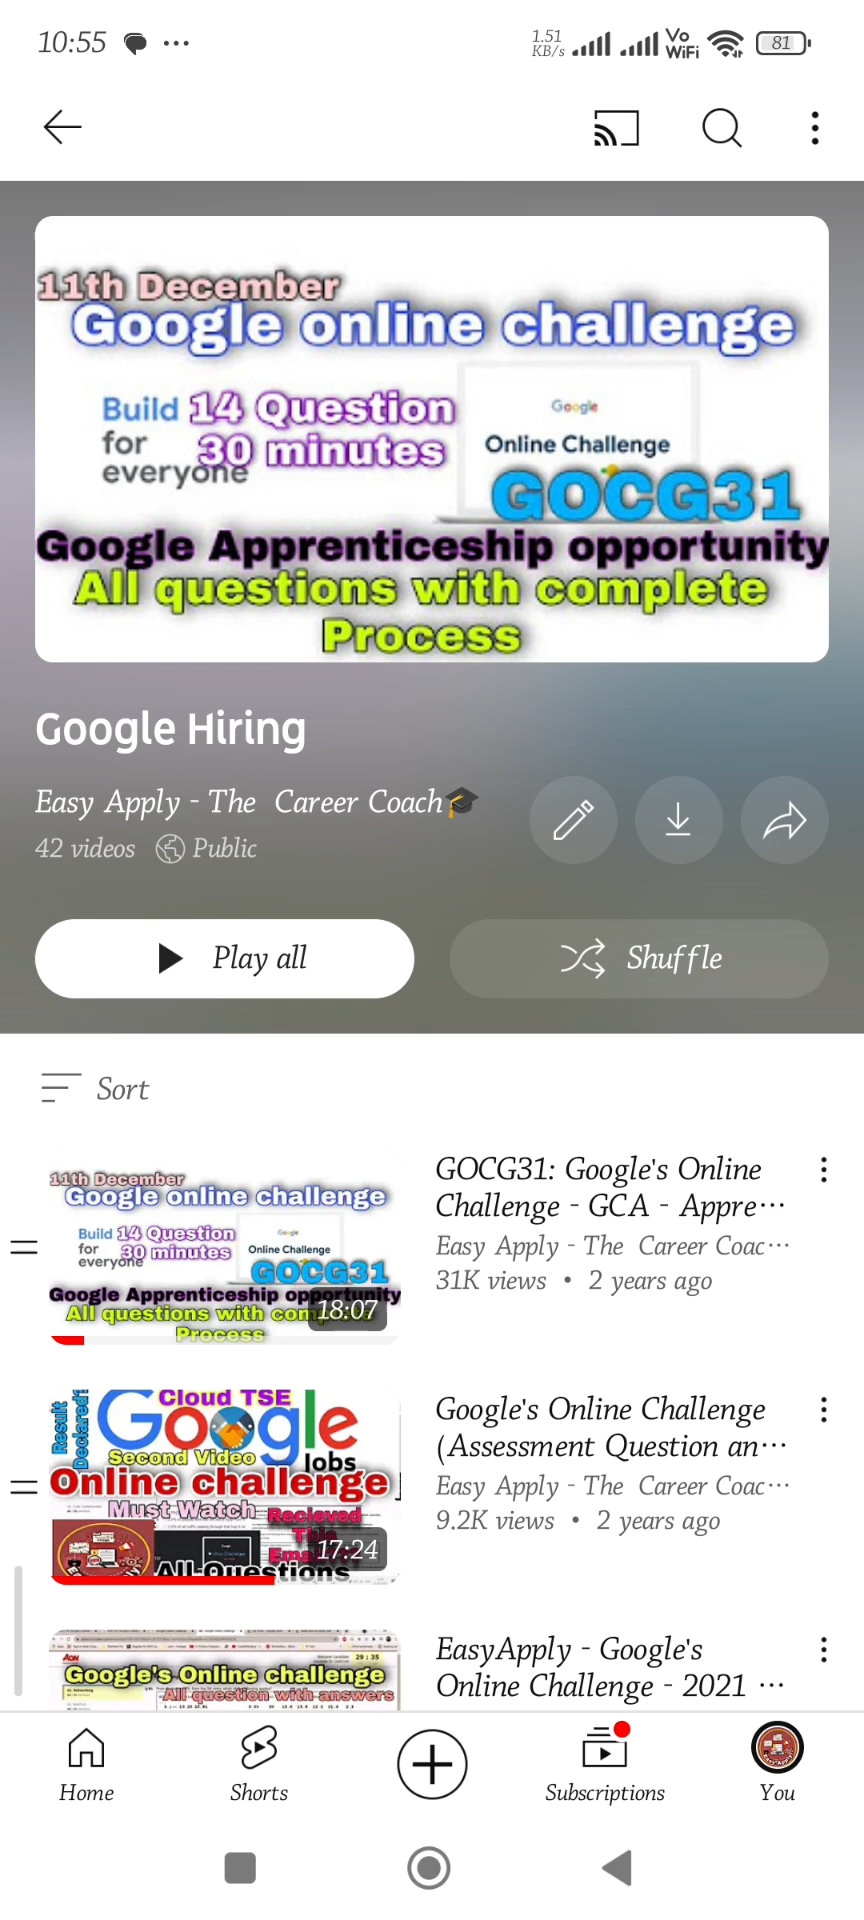 10:55
1.51
KB/s
Vo
WiFi
81
11th December
Google online challenge
Build
for
everyone
14 Question
30 minutes
Google
Online Challenge
GOCG31
Google Apprenticeship opportunity
All questions with complete
Process
Google Hiring
Easy Apply - The Career Coach🎓
42 videos
Public
Play all
Shuffle
Sort
11th December
Google online challenge
Build
for
everyone
14 Question
30 minutes
Google
Online Challenge
GOCG31
Google Apprenticeship opportunity
All questions with com
Process
18:07
GOCG31: Google's Online
Challenge - GCA - Appre...
Easy Apply - The Career Coac...
31K views • 2 years ago
Result
Declared?
Cloud TSE
Google
Second Video
Jobs
Online challenge
Must Watch
Recieved
This
Ema
All Questions
17:24
Google's Online Challenge
(Assessment Question an...
Easy Apply - The Career Coac...
9.2K views • 2 years ago
AON
29 : 35
Google's Online challenge
All question with answers
EasyApply - Google's
Online Challenge - 2021 ...
Home
Shorts
Subscriptions
You